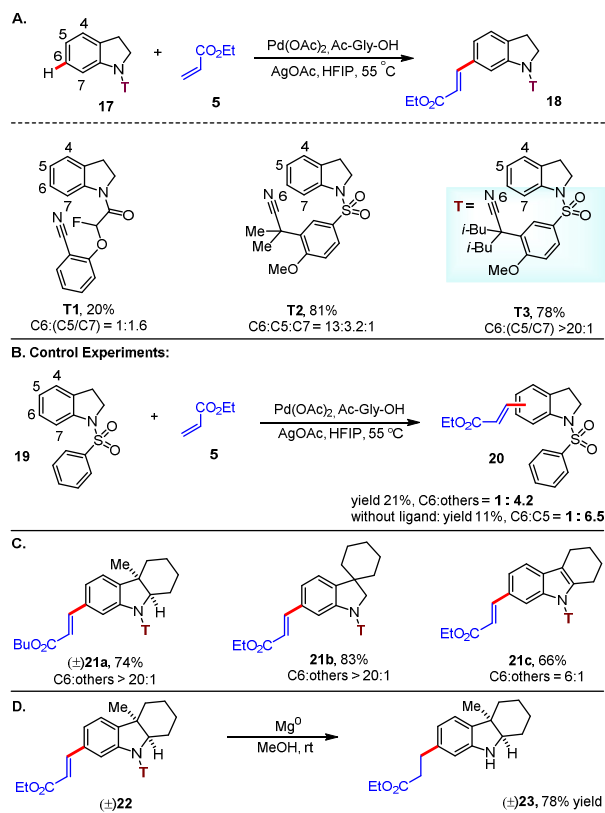 A.
4
5
6
H
7
N
T
17
+
CO2Et
5
Pd(OAc)2, Ac-Gly-OH
AgOAc, HFIP, 55 °C
EtO2C
N
T
18
4
5
6
7
N
O
F
O
CN
T1, 20%
C6:(C5/C7) = 1:1.6
4
5
6
7
N
S
O
O
CN
Me
Me
MeO
T2, 81%
C6:C5:C7 = 13:3.2:1
4
5
6
7
N
S
O
O
T =
CN
i-Bu
i-Bu
MeO
T3, 78%
C6:(C5/C7) >20:1
B. Control Experiments:
4
5
6
7
N
S
O
O
19
+
CO2Et
5
Pd(OAc)2, Ac-Gly-OH
AgOAc, HFIP, 55 °C
EtO2C
N
S
O
O
20
yield 21%, C6:others = 1 : 4.2
without ligand: yield 11%, C6:C5 = 1 : 6.5
C.
Me
N
H
T
BuO2C
(±)21a, 74%
C6:others > 20:1
N
T
EtO2C
21b, 83%
C6:others > 20:1
N
T
EtO2C
21c, 66%
C6:others = 6:1
D.
Me
N
H
T
EtO2C
(±)22
Mg0
MeOH, rt
Me
N
H
H
EtO2C
(±)23, 78% yield